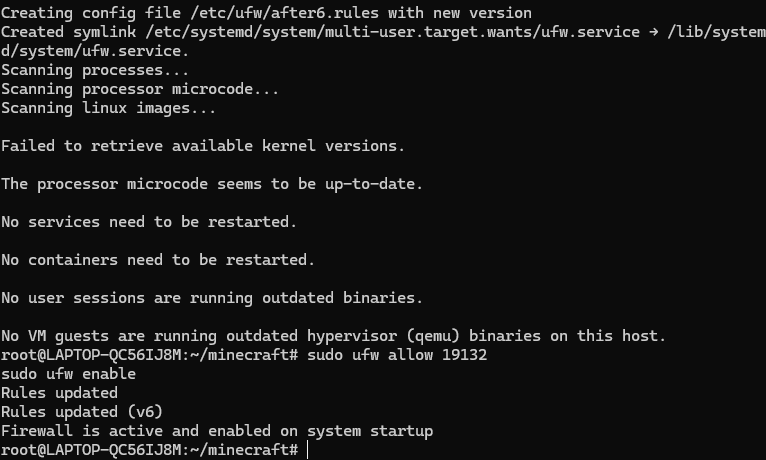 Creating config file /etc/ufw/after6.rules with new version
Created symlink /etc/systemd/system/multi-user.target.wants/ufw.service → /lib/system
d/system/ufw.service.
Scanning processes...
Scanning processor microcode...
Scanning linux images...
Failed to retrieve available kernel versions.
The processor microcode seems to be up-to-date.
No services need to be restarted.
No containers need to be restarted.
No user sessions are running outdated binaries.
No VM guests are running outdated hypervisor (qemu) binaries on this host.
root@LAPTOP-QC56IJ8M:~/minecraft# sudo ufw allow 19132
sudo ufw enable
Rules updated
Rules updated (v6)
Firewall is active and enabled on system startup
root@LAPTOP-QC56IJ8M:~/minecraft#